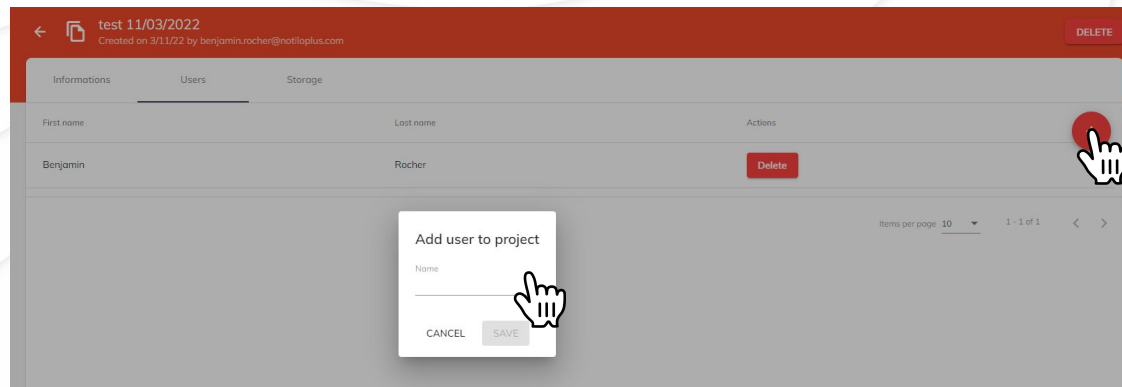 test 11/03/2022
DELETE
Created on 3/11/22 by benjamin.rocher@notiloplus.com
Informations Users Storage
First name Last name Actions
Benjamin Rocher Delete
Items per page 10 1 - 1 of 1
Add user to project
Name
CANCEL SAVE